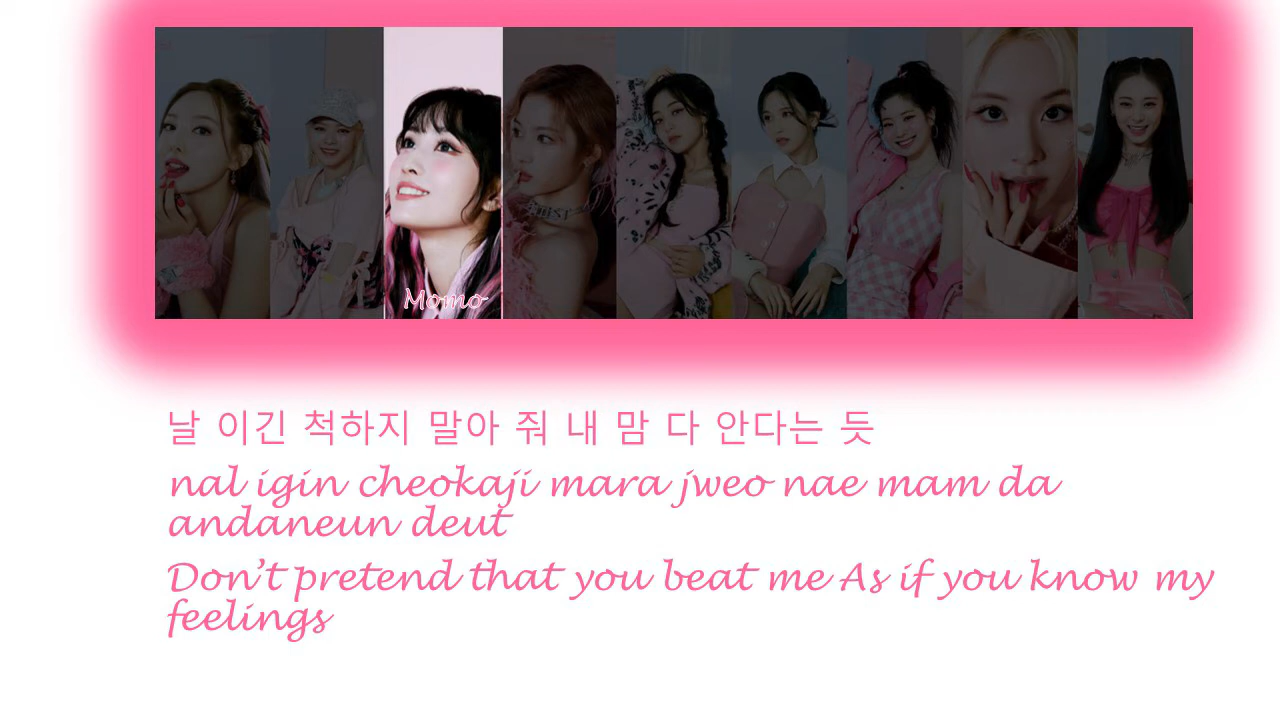 Momo
날 이긴 척하지 말아 줘 내 맘 다 안다는 듯
nal igin cheokaji mara jweo nae mam da
andaneun deut
Don't pretend that you beat me As if you know my
feelings